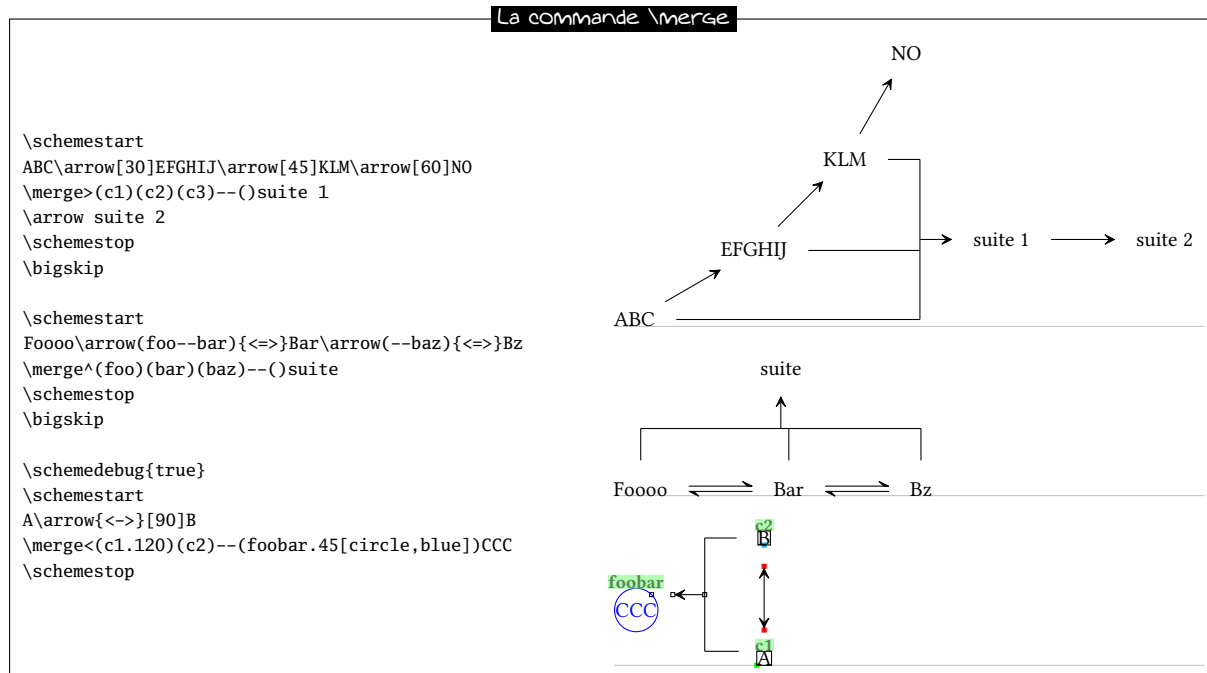 La commande \merge
\schemestart
ABC\arrow[30]EFGHIJ\arrow[45]KLM\arrow[60]NO
\merge>(c1)(c2)(c3)--()suite 1
\arrow suite 2
\schemestop
\bigskip
\schemestart
Foooo\arrow(foo--bar){<=>}Bar\arrow(--baz){<=>}Bz
\merge^(foo)(bar)(baz)--()suite
\schemestop
\bigskip
\schemedebug{true}
\schemestart
A\arrow{<->}[90]B
\merge<(c1.120)(c2)--(foobar.45[circle,blue])CCC
\schemestop
NO
KLM
suite 1 suite 2
EFGHIJ
ABC
suite
Foooo Bar Bz
c2
B
foobar
CCC
c1
A